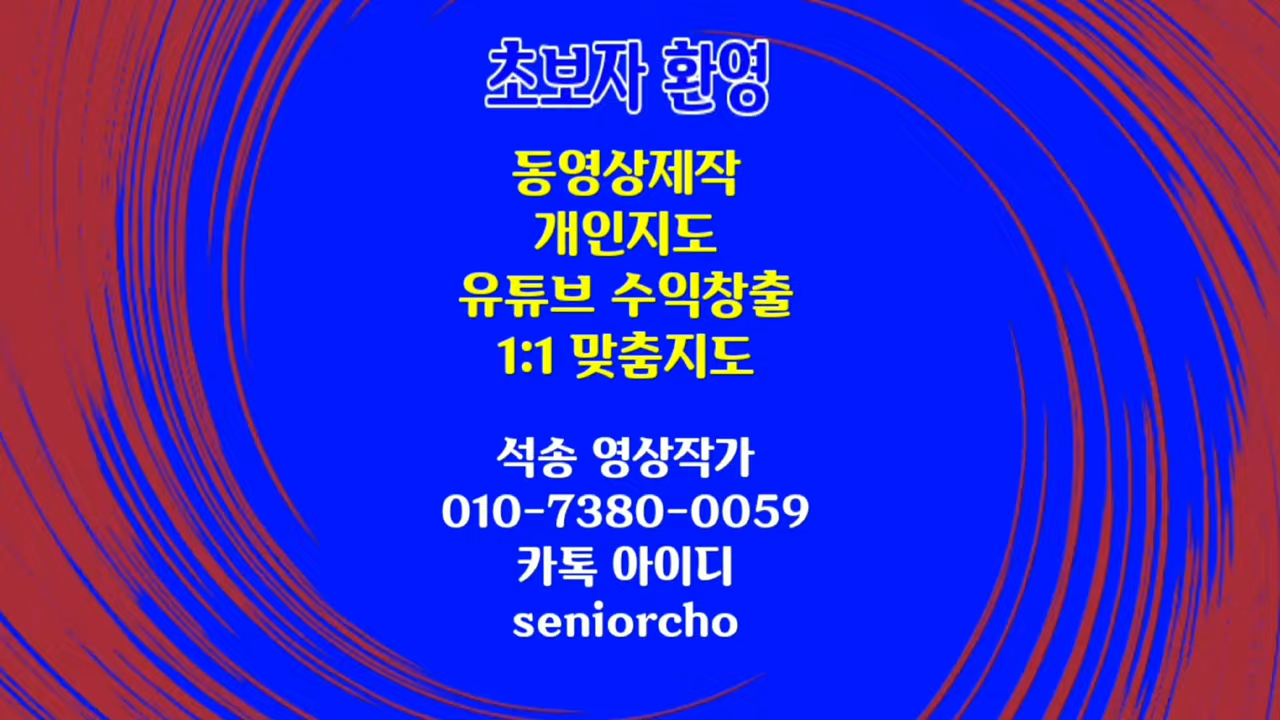 초보자 환영
동영상제작
개인지도
유튜브 수익창출
1:1 맞춤지도
석송 영상작가
010-7380-0059
카톡 아이디
seniorcho